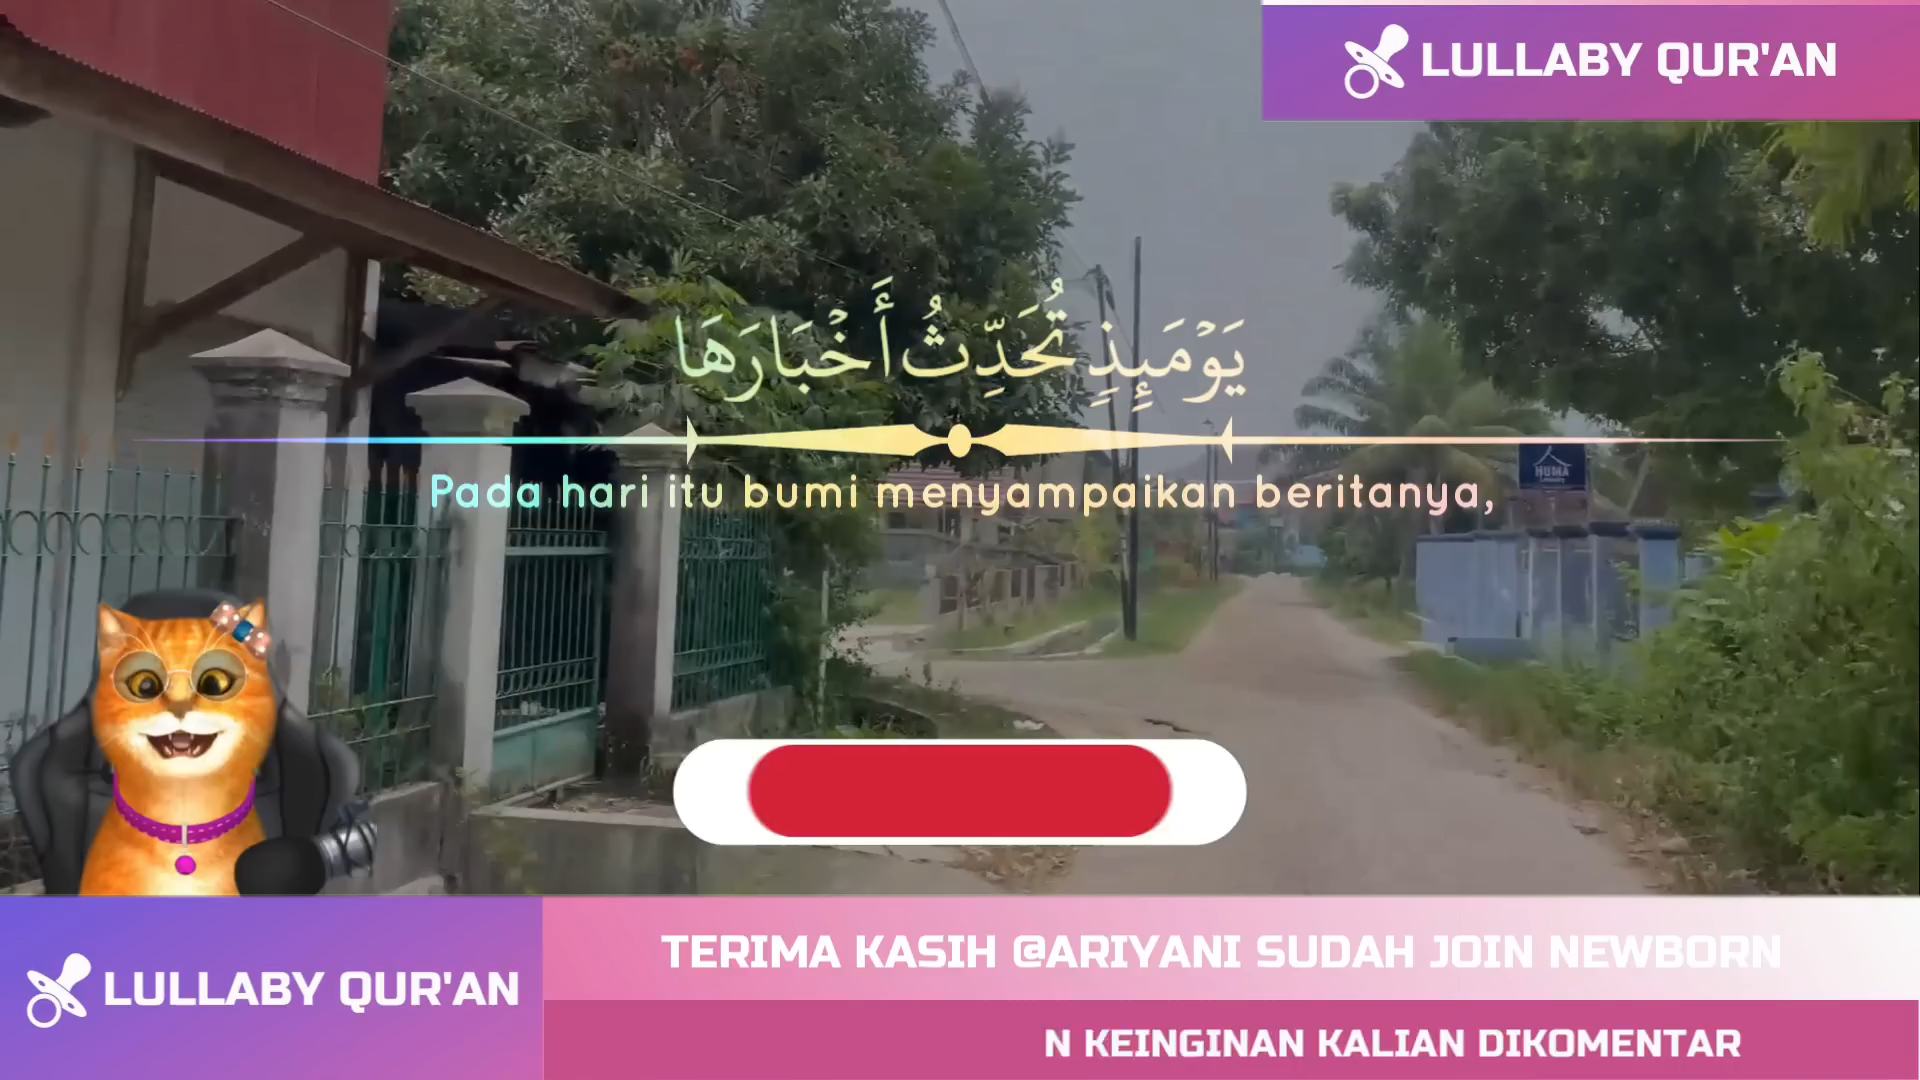 LULLABY QUR'AN
يَوْمَئِذٍ تُحَدِّثُ أَخْبَارَهَا
Pada hari itu bumi menyampaikan beritanya,
HUMA
TERIMA KASIH @ARIYANI SUDAH JOIN NEWBORN
LULLABY QUR'AN
N KEINGINAN KALIAN DIKOMENTAR